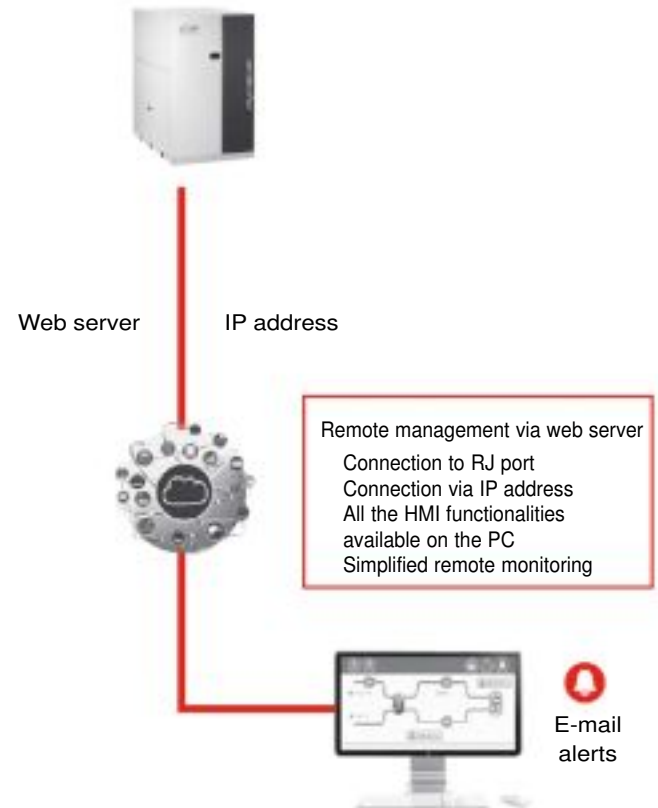 Web server
IP address
Remote management via web server
Connection to RJ port
Connection via IP address
All the HMI functionalities
available on the PC
Simplified remote monitoring
E-mail
alerts